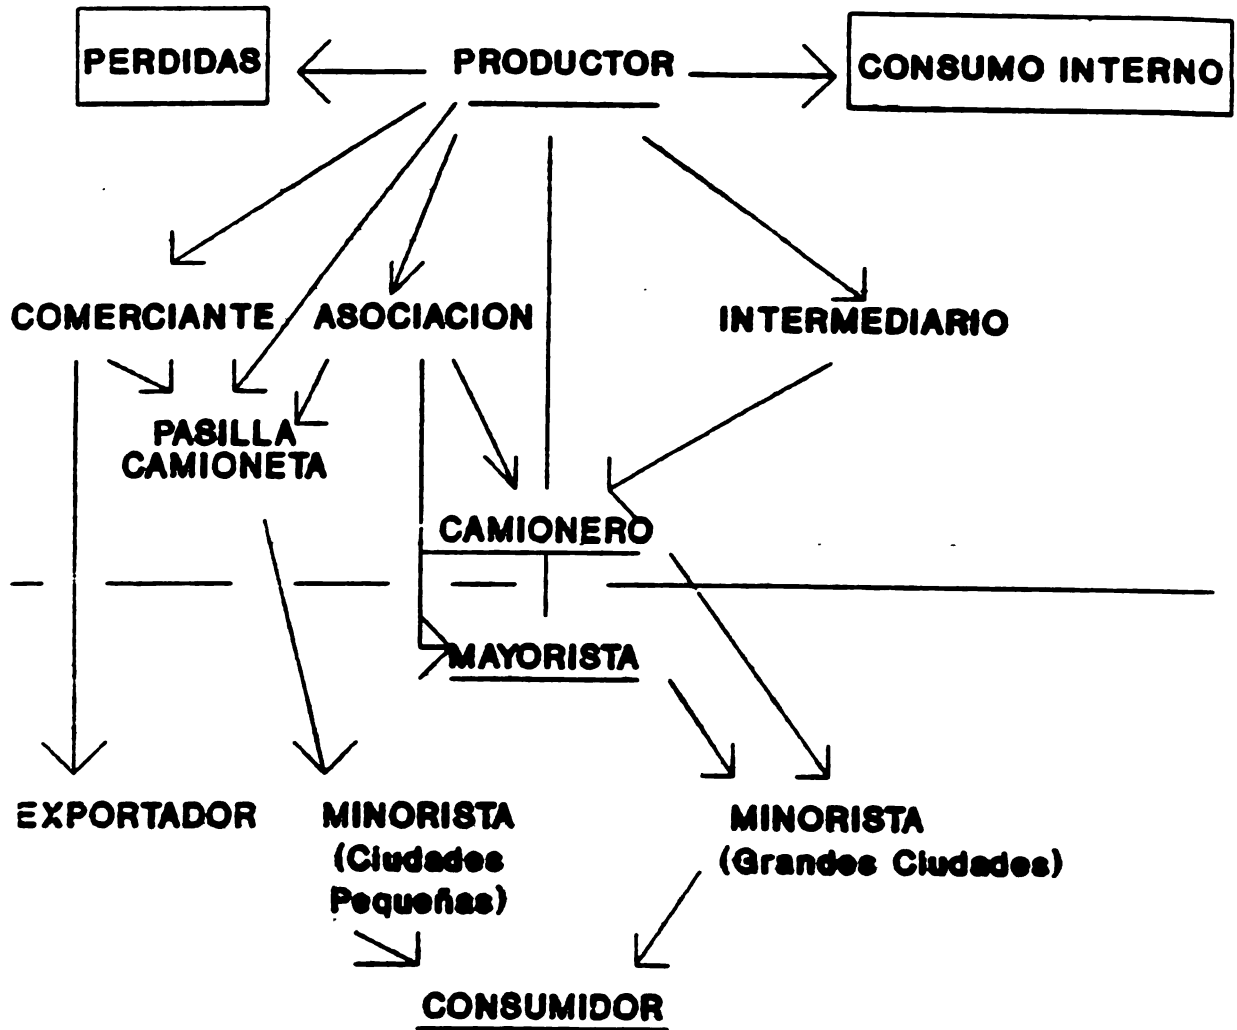 PERDIDAS
PRODUCTOR
CONSUMO INTERNO
COMERCIANTE
ASOCIACION
INTERMEDIARIO
PASILLA
CAMIONETA
CAMIONERO
MAYORISTA
EXPORTADOR
MINORISTA
(Ciudades
Pequeñas)
MINORISTA
(Grandes Ciudades)
CONSUMIDOR